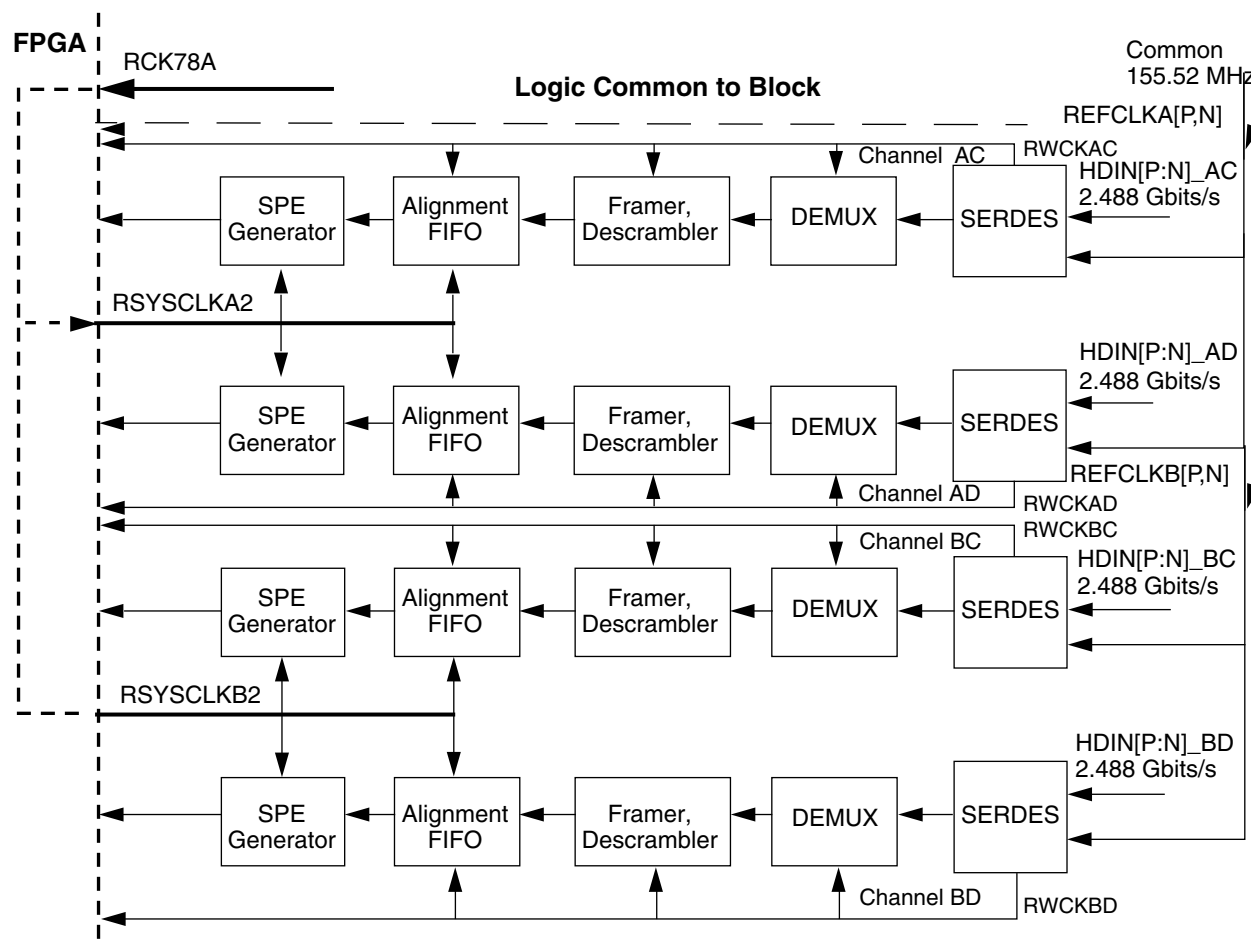 FPGA
RCK78A
Logic Common to Block
Common
155.52 MHz
REFCLKA[P,N]
Channel AC
RWCKAC
HDIN[P:N]_AC
2.488 Gbits/s
SPE
Generator
Alignment
FIFO
Framer,
Descrambler
DEMUX
SERDES
RSYSCLKA2
HDIN[P:N]_AD
2.488 Gbits/s
SPE
Generator
Alignment
FIFO
Framer,
Descrambler
DEMUX
SERDES
REFCLKB[P,N]
Channel AD
RWCKAD
RWCKBC
Channel BC
HDIN[P:N]_BC
2.488 Gbits/s
SPE
Generator
Alignment
FIFO
Framer,
Descrambler
DEMUX
SERDES
RSYSCLKB2
HDIN[P:N]_BD
2.488 Gbits/s
SPE
Generator
Alignment
FIFO
Framer,
Descrambler
DEMUX
SERDES
Channel BD
RWCKBD